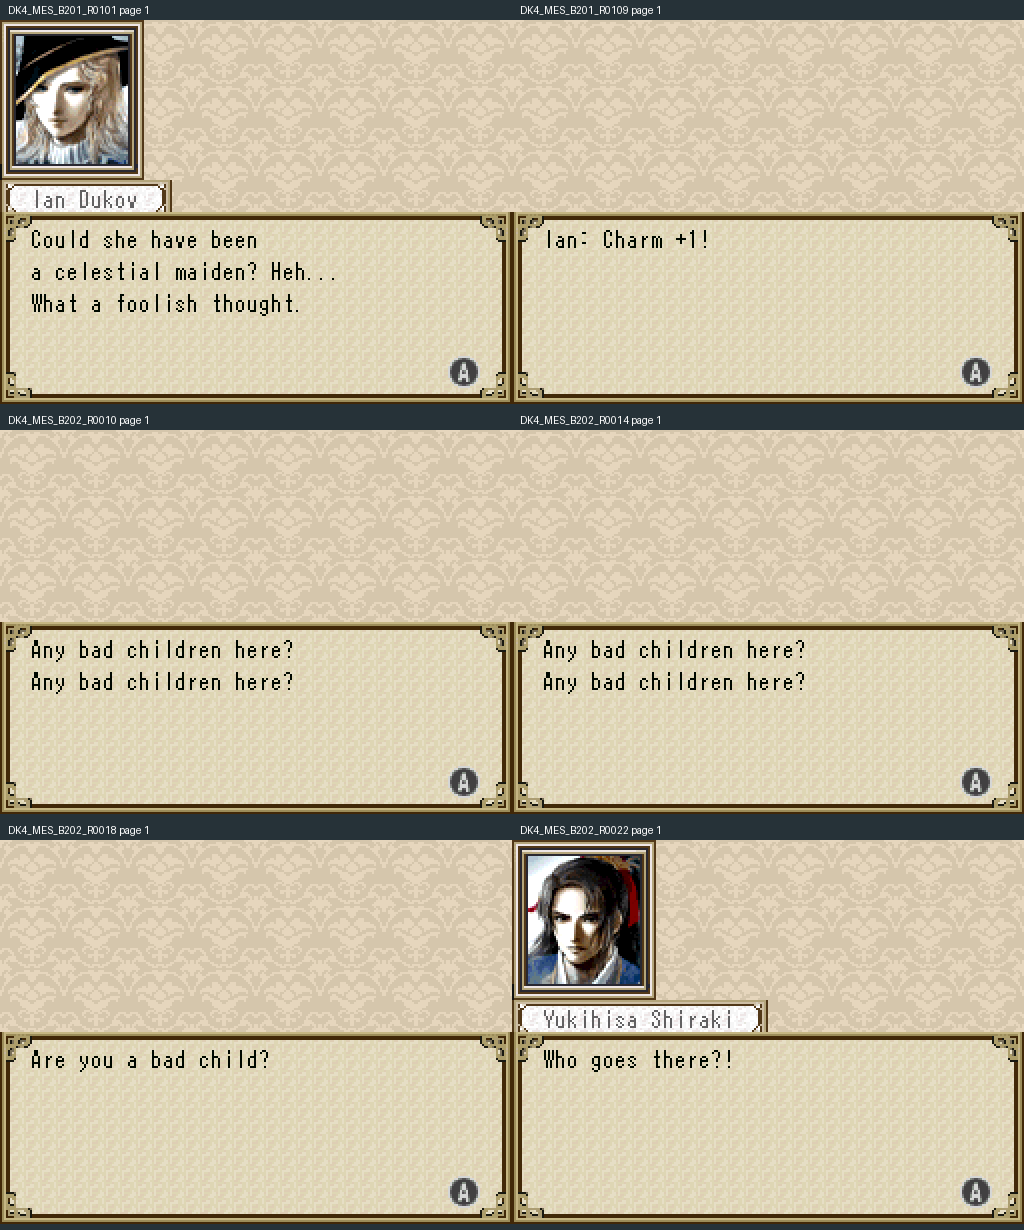 DK4_MES_B201_R0101 page 1
Ian Dukov
Could she have been
a celestial maiden? Heh...
What a foolish thought.
A
DK4_MES_B201_R0109 page 1
Ian: Charm +1!
A
DK4_MES_B202_R0010 page 1
Any bad children here?
Any bad children here?
A
DK4_MES_B202_R0014 page 1
Any bad children here?
Any bad children here?
A
DK4_MES_B202_R0018 page 1
Are you a bad child?
A
DK4_MES_B202_R0022 page 1
Yukihisa Shiraki
Who goes there?!
A